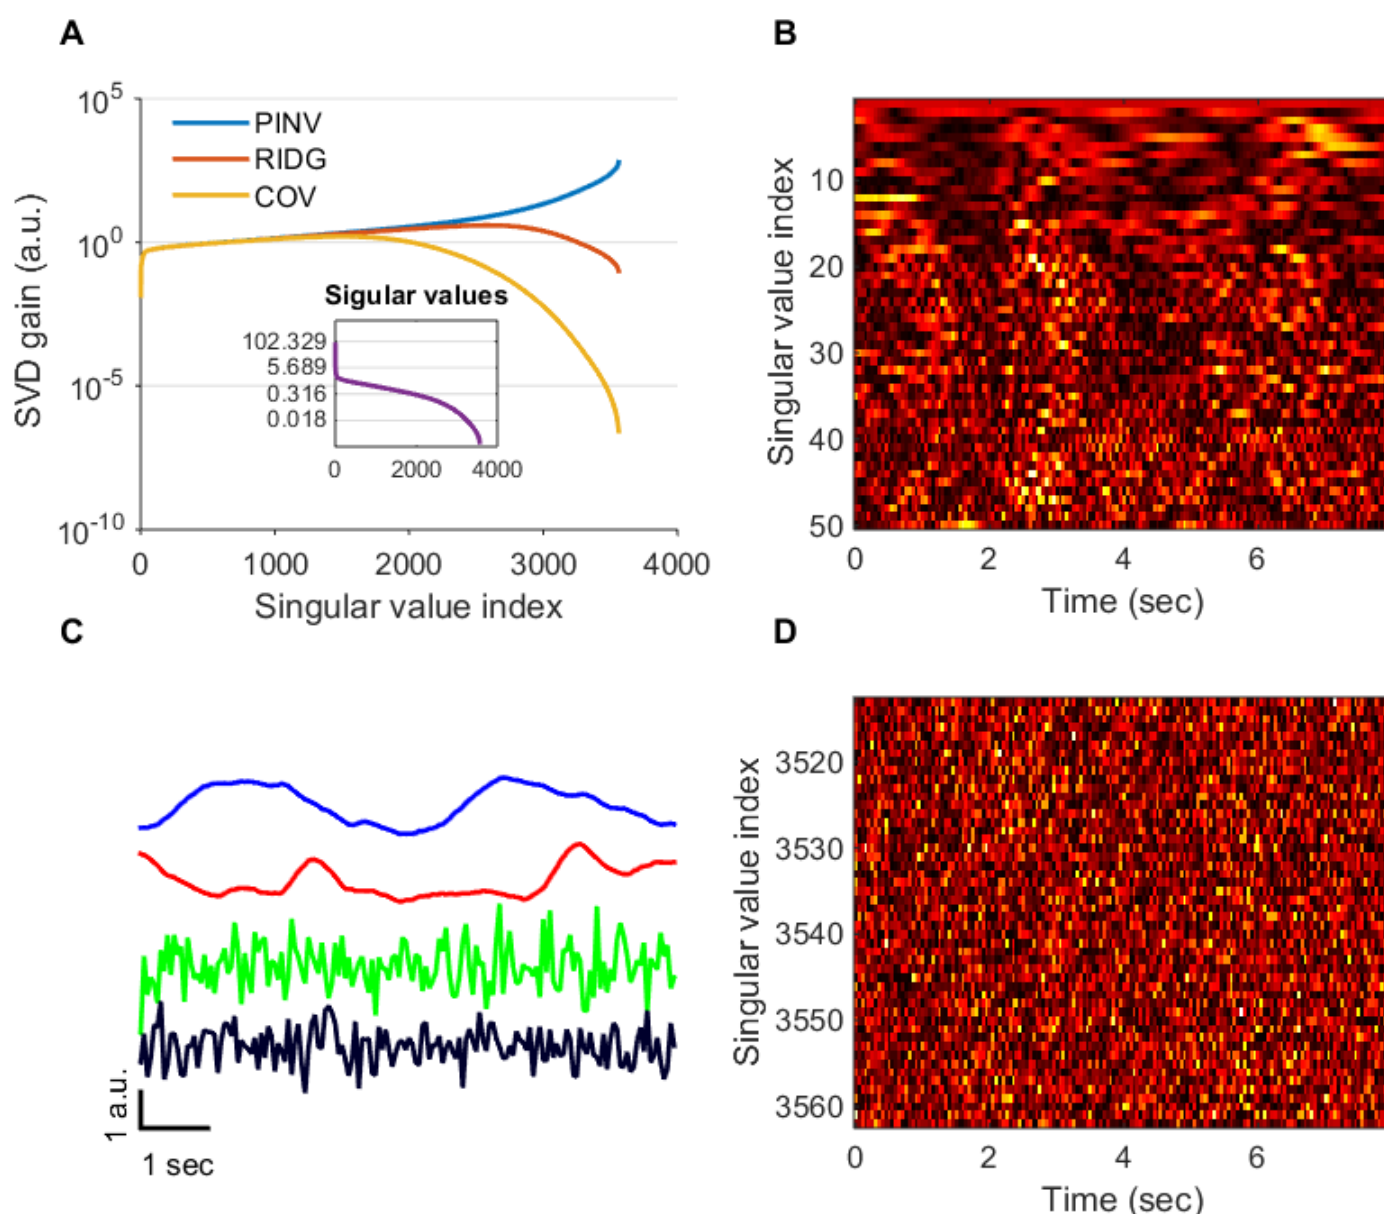 A
10^5
PINV
RIDG
COV
10^0
SVD gain (a.u.)
Sigular values
102.329
5.689
0.316
0.018
0 2000 4000
10^-5
10^-10
0 1000 2000 3000 4000
Singular value index
B
Singular value index
10
20
30
40
50
0 2 4 6
Time (sec)
C
1 a.u.
1 sec
D
Singular value index
3520
3530
3540
3550
3560
0 2 4 6
Time (sec)